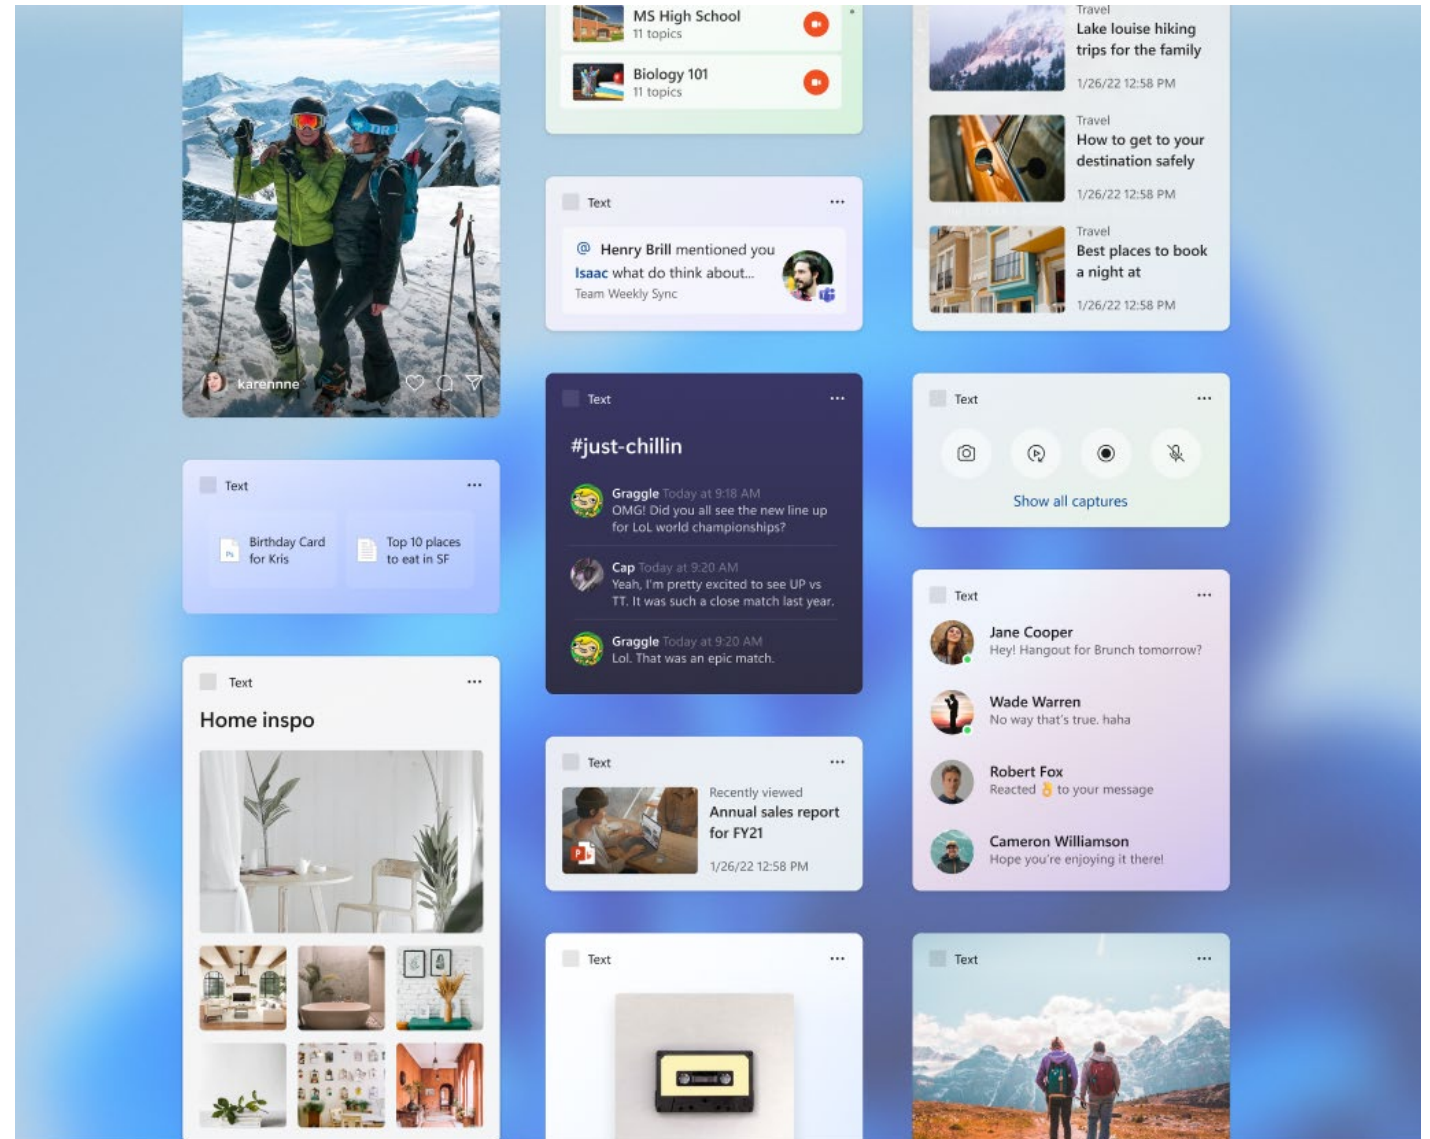 karennne
Text
Birthday Card
for Kris
Top 10 places
to eat in SF
Text
Home inspo
MS High School
11 topics
Biology 101
11 topics
Text
@ Henry Brill mentioned you
Isaac what do think about...
Team Weekly Sync
Text
#just-chillin
Graggle Today at 9:18 AM
OMG! Did you all see the new line up
for LoL world championships?
Cap Today at 9:20 AM
Yeah, I'm pretty excited to see UP vs
TT. It was such a close match last year.
Graggle Today at 9:20 AM
Lol. That was an epic match.
Text
Recently viewed
Annual sales report
for FY21
1/26/22 12:58 PM
Text
Travel
Lake louise hiking
trips for the family
1/26/22 12:58 PM
Travel
How to get to your
destination safely
1/26/22 12:58 PM
Travel
Best places to book
a night at
1/26/22 12:58 PM
Text
Show all captures
Text
Jane Cooper
Hey! Hangout for Brunch tomorrow?
Wade Warren
No way that's true. haha
Robert Fox
Reacted 👌 to your message
Cameron Williamson
Hope you're enjoying it there!
Text